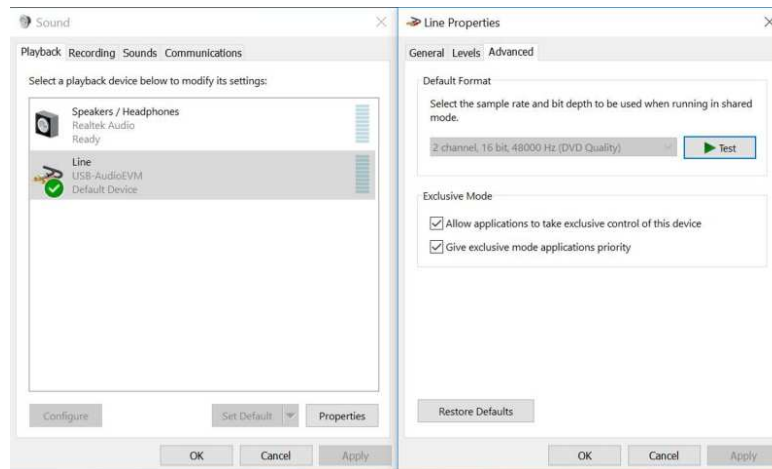 Sound
Playback Recording Sounds Communications
Select a playback device below to modify its settings:
Speakers / Headphones
Realtek Audio
Ready
Line
USB-AudioEVM
Default Device
Configure
Set Default
Properties
OK
Cancel
Apply
Line Properties
General Levels Advanced
Default Format
Select the sample rate and bit depth to be used when running in shared
mode.
2 channel, 16 bit, 48000 Hz (DVD Quality)
Test
Exclusive Mode
Allow applications to take exclusive control of this device
Give exclusive mode applications priority
Restore Defaults
OK
Cancel
Apply